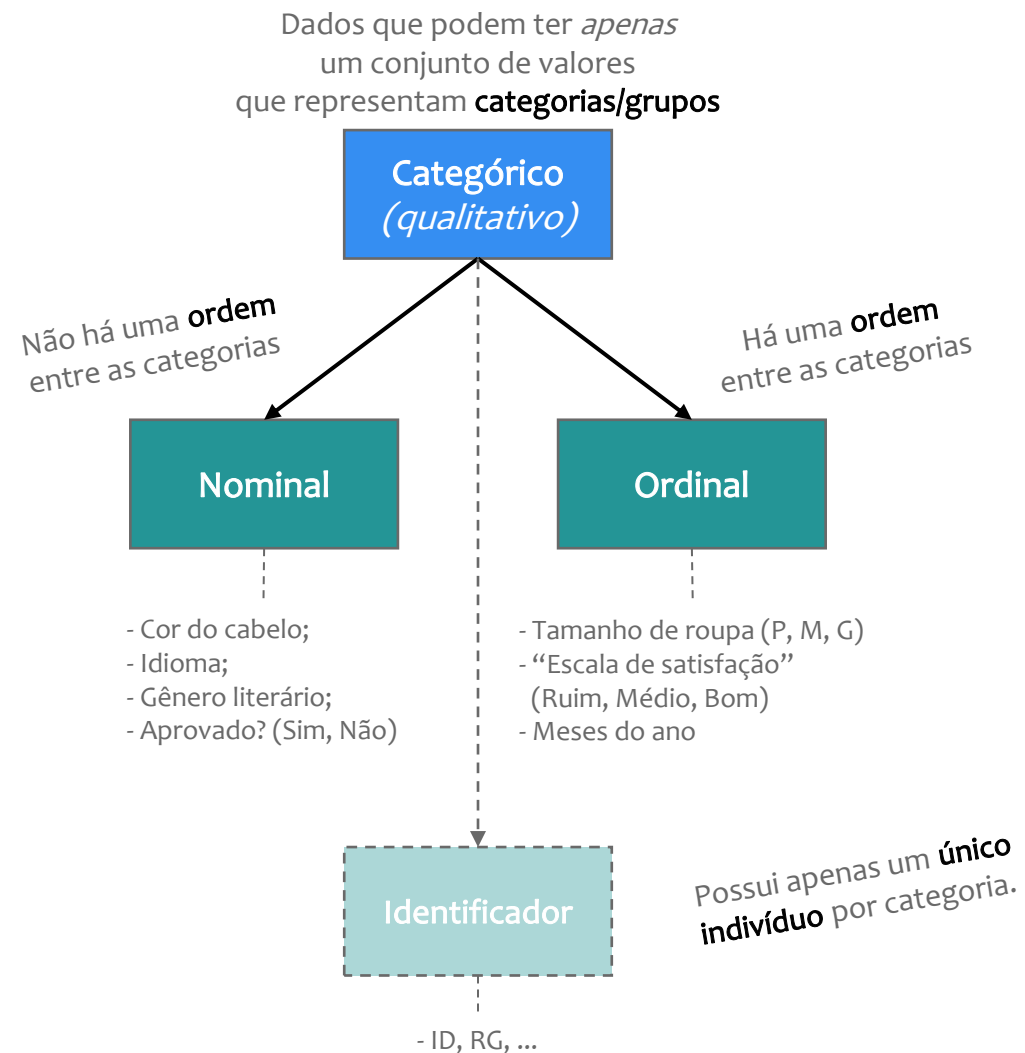 Dados que podem ter apenas
um conjunto de valores
que representam categorias/grupos
Categórico
(qualitativo)
Não há uma ordem
entre as categorias
Há uma ordem
entre as categorias
Nominal
Ordinal
- Cor do cabelo;
- Idioma;
- Gênero literário;
- Aprovado? (Sim, Não)
- Tamanho de roupa (P, M, G)
- “Escala de satisfação”
(Ruim, Médio, Bom)
- Meses do ano
Identificador
Possui apenas um único
indivíduo por categoria.
- ID, RG, ...